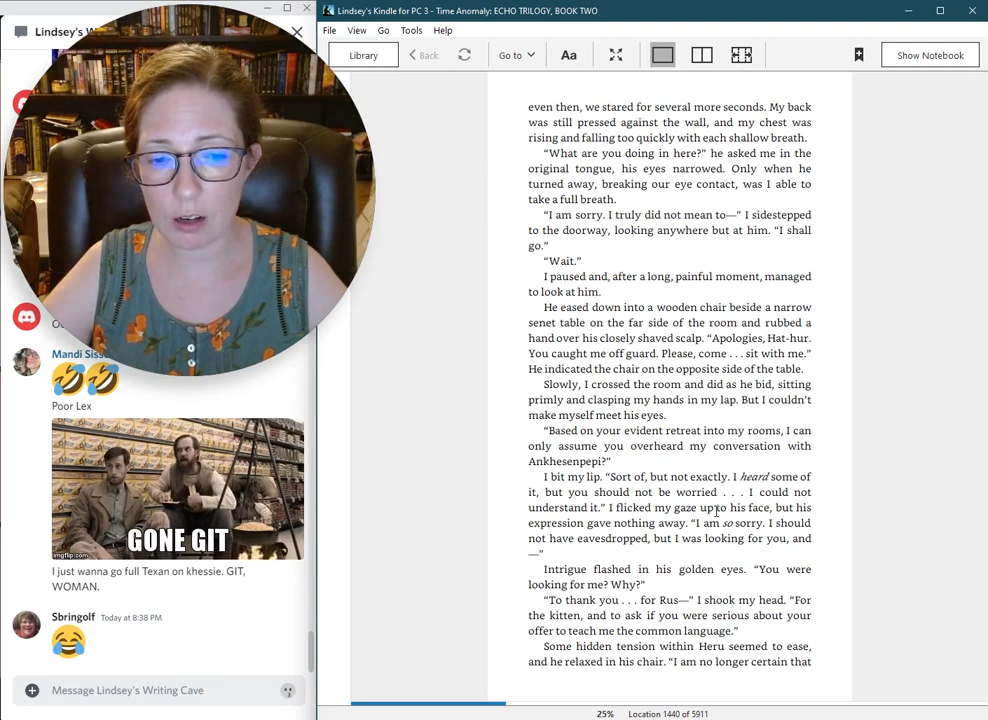 Lindsey's W
Mandi Siss
Poor Lex
GONE GIT
imgflip.com
I just wanna go full Texan on khessie. GIT,
WOMAN.
Sbringolf Today at 8:38 PM
Message Lindsey's Writing Cave
Lindsey's Kindle for PC 3 - Time Anomaly: ECHO TRILOGY, BOOK TWO
File View Go Tools Help
Library Back Go to Aa Show Notebook
even then, we stared for several more seconds. My back
was still pressed against the wall, and my chest was
rising and falling too quickly with each shallow breath.
“What are you doing in here?” he asked me in the
original tongue, his eyes narrowed. Only when he
turned away, breaking our eye contact, was I able to
take a full breath.
“I am sorry. I truly did not mean to—” I sidestepped
to the doorway, looking anywhere but at him. “I shall
go.”
“Wait.”
I paused and, after a long, painful moment, managed
to look at him.
He eased down into a wooden chair beside a narrow
senet table on the far side of the room and rubbed a
hand over his closely shaved scalp. “Apologies, Hat-hur.
You caught me off guard. Please, come . . . sit with me.”
He indicated the chair on the opposite side of the table.
Slowly, I crossed the room and did as he bid, sitting
primly and clasping my hands in my lap. But I couldn’t
make myself meet his eyes.
“Based on your evident retreat into my rooms, I can
only assume you overheard my conversation with
Ankhesenpepi?”
I bit my lip. “Sort of, but not exactly. I heard some of
it, but you should not be worried . . . I could not
understand it.” I flicked my gaze up to his face, but his
expression gave nothing away. “I am so sorry. I should
not have eavesdropped, but I was looking for you, and
—”
Intrigue flashed in his golden eyes. “You were
looking for me? Why?”
“To thank you . . . for Rus—” I shook my head. “For
the kitten, and to ask if you were serious about your
offer to teach me the common language.”
Some hidden tension within Heru seemed to ease,
and he relaxed in his chair. “I am no longer certain that
25% Location 1440 of 5911